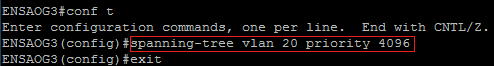 ENSAOG3#conf t
Enter configuration commands, one per line.  End with CNTL/Z.
ENSAOG3(config)#spanning-tree vlan 20 priority 4096
ENSAOG3(config)#exit